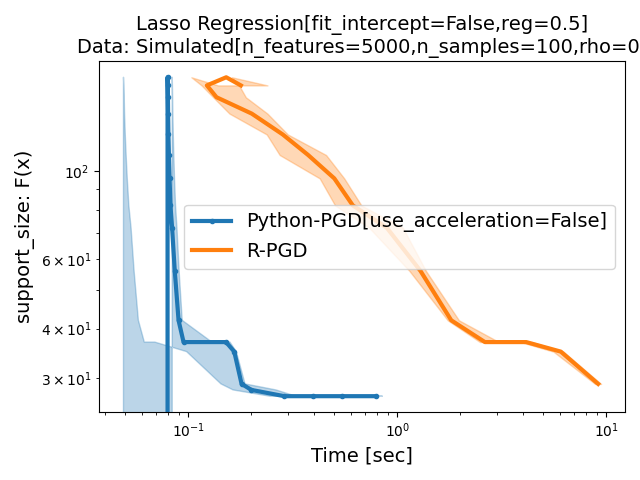 Lasso Regression[fit_intercept=False,reg=0.5]
Data: Simulated[n_features=5000,n_samples=100,rho=0
support_size: F(x)
10²
6 × 10¹
4 × 10¹
3 × 10¹
Python-PGD[use_acceleration=False]
R-PGD
10⁻¹ 10⁰ 10¹
Time [sec]